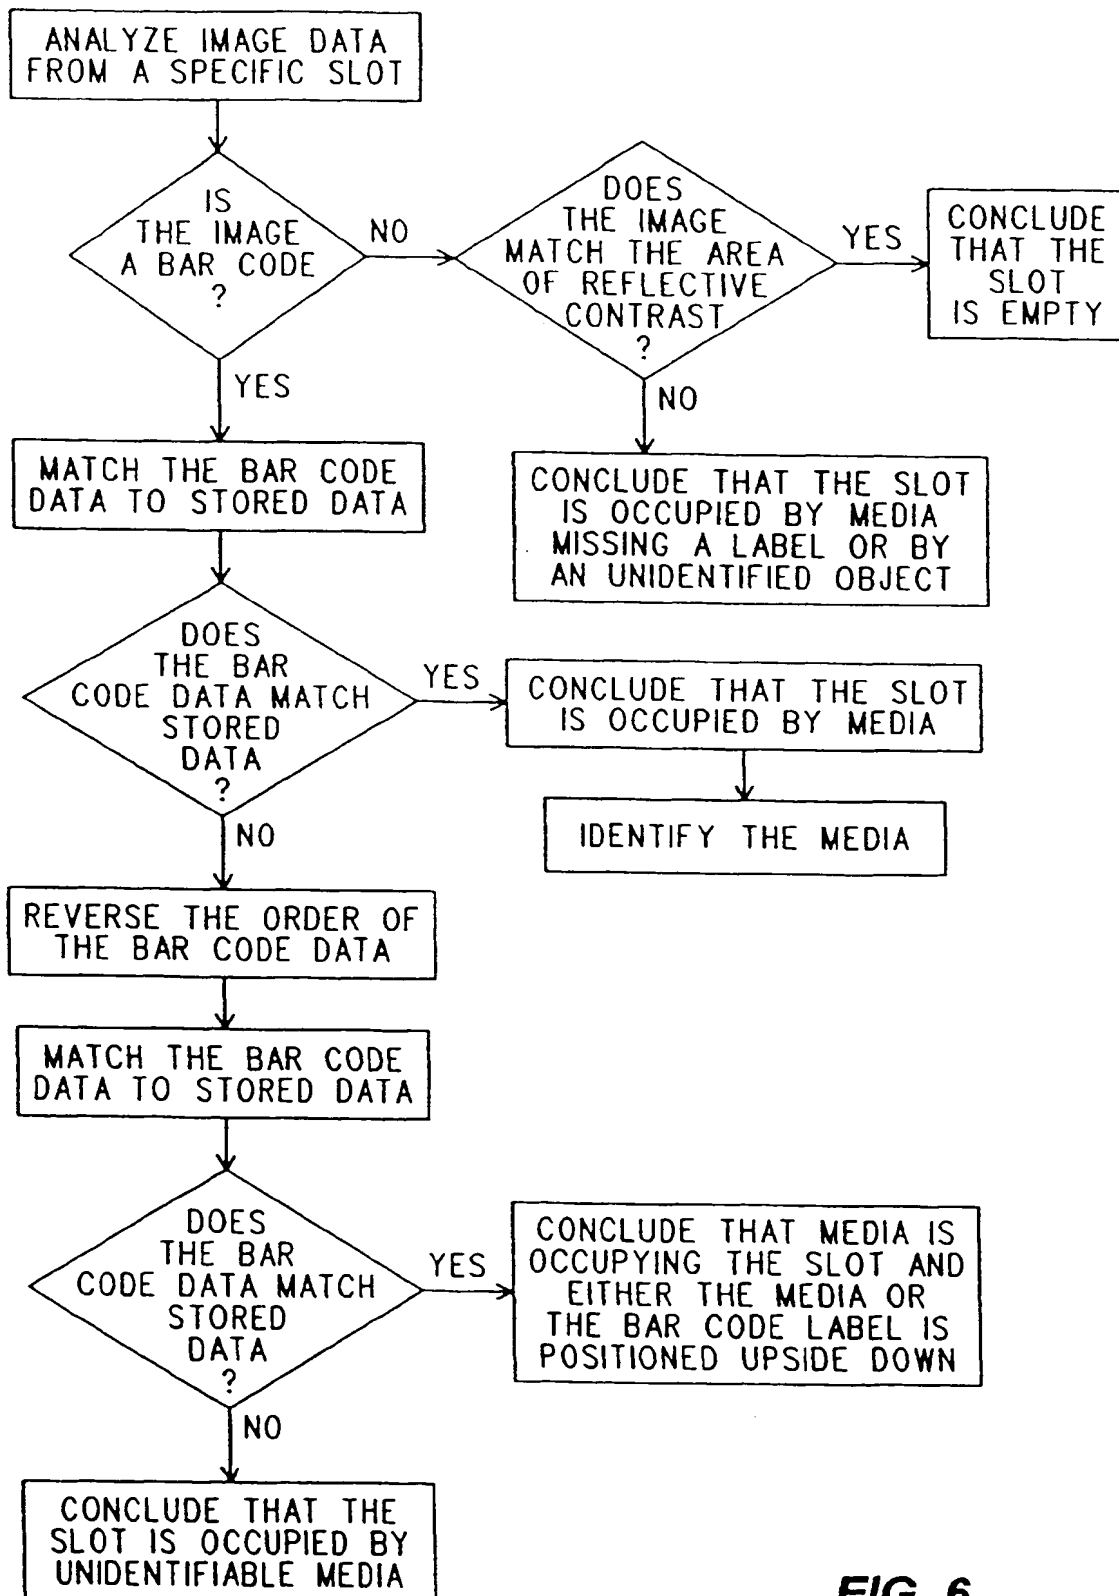 ANALYZE IMAGE DATA
FROM A SPECIFIC SLOT
IS
THE IMAGE
A BAR CODE
?
NO
DOES
THE IMAGE
MATCH THE AREA
OF REFLECTIVE
CONTRAST
?
YES
CONCLUDE
THAT THE
SLOT
IS EMPTY
YES
NO
MATCH THE BAR CODE
DATA TO STORED DATA
CONCLUDE THAT THE SLOT
IS OCCUPIED BY MEDIA
MISSING A LABEL OR BY
AN UNIDENTIFIED OBJECT
DOES
THE BAR
CODE DATA MATCH
STORED
DATA
?
YES
CONCLUDE THAT THE SLOT
IS OCCUPIED BY MEDIA
IDENTIFY THE MEDIA
NO
REVERSE THE ORDER OF
THE BAR CODE DATA
MATCH THE BAR CODE
DATA TO STORED DATA
DOES
THE BAR
CODE DATA MATCH
STORED
DATA
?
YES
CONCLUDE THAT MEDIA IS
OCCUPYING THE SLOT AND
EITHER THE MEDIA OR
THE BAR CODE LABEL IS
POSITIONED UPSIDE DOWN
NO
CONCLUDE THAT THE
SLOT IS OCCUPIED BY
UNIDENTIFIABLE MEDIA
FIG. 6